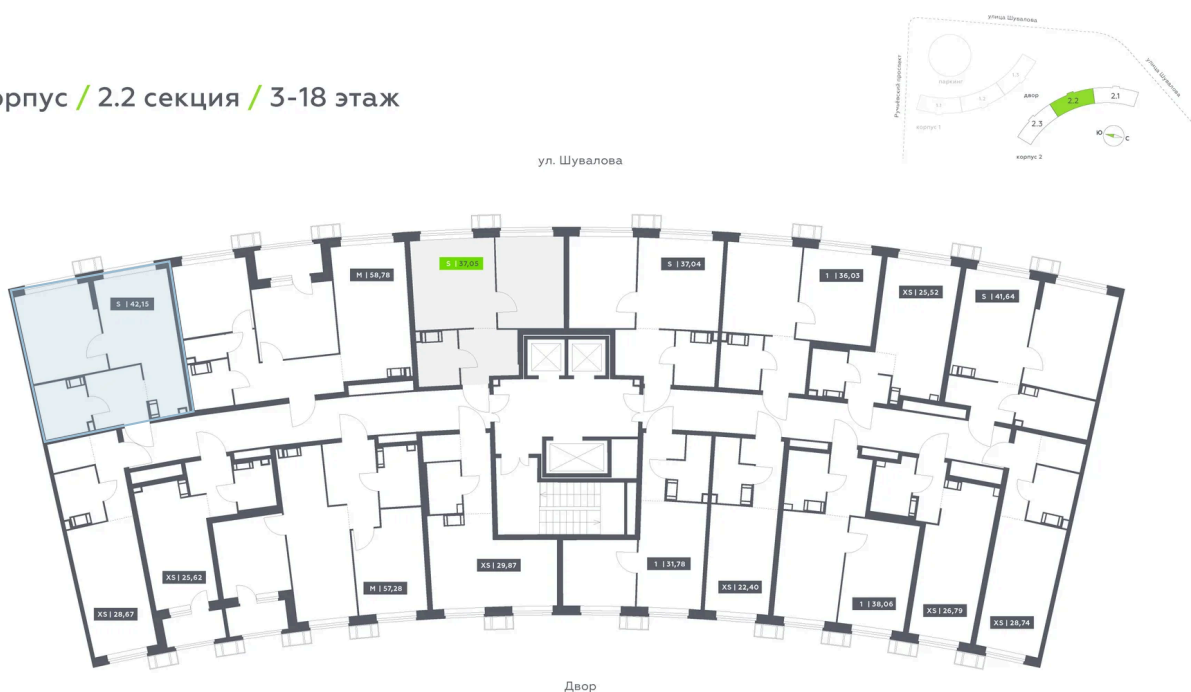 улица Шувалова
Ручьёвский проспект
улица Шувалова
паркинг
1.3
1.2
1.1
двор
2.2
2.1
2.3
корпус 1
корпус 2
Ю
С
орпус / 2.2 секция / 3-18 этаж
ул. Шувалова
S | 37,05
S | 37,04
M | 58,78
1 | 36,03
XS | 25,52
S | 41,64
S | 42,15
XS | 29,87
1 | 31,78
XS | 25,62
M | 57,28
XS | 22,40
1 | 38,06
XS | 26,79
XS | 28,67
XS | 28,74
Двор